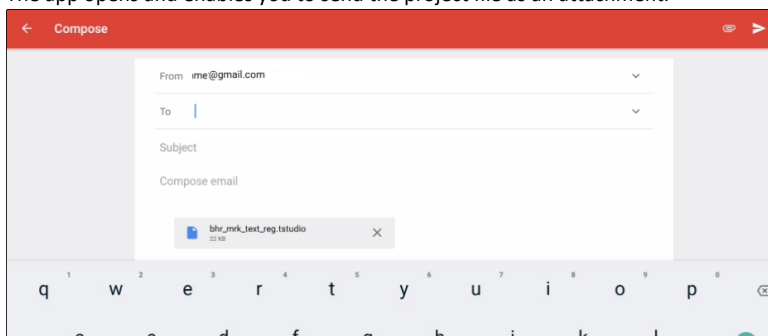 The app opens and enables you to send the project file as an attachment.
Compose
From me@gmail.com
To
Subject
Compose email
bhr_mrk_text_reg.tstudio
22 KB
1 2 3 4 5 6 7 8 9 0
q w e r t y u i o p